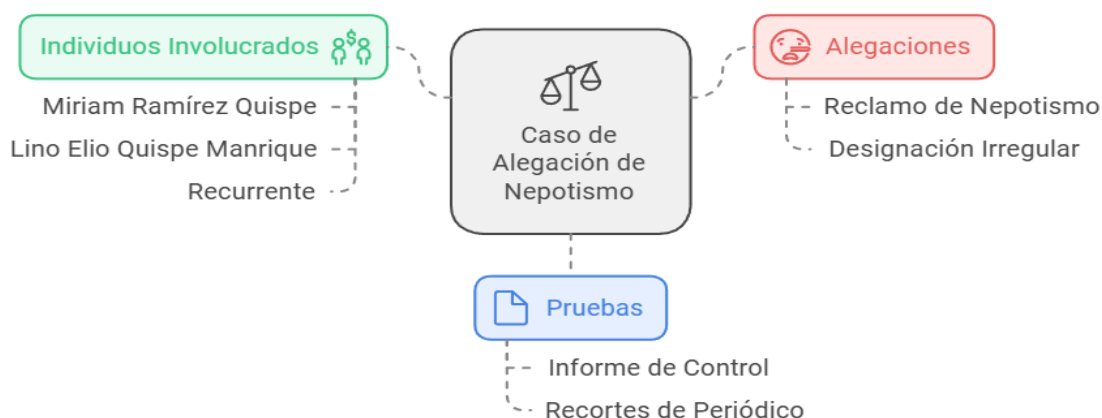 Individuos Involucrados
Miriam Ramírez Quispe
Lino Elio Quispe Manrique
Recurrente
Caso de
Alegación de
Nepotismo
Alegaciones
Reclamo de Nepotismo
Designación Irregular
Pruebas
Informe de Control
Recortes de Periódico